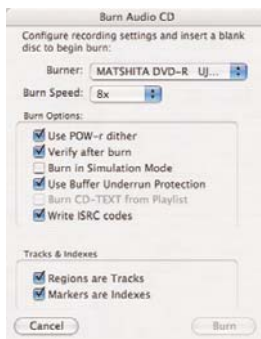 Burn Audio CD
Configure recording settings and insert a blank
disc to begin burn:
Burner: MATSHITA DVD-R UJ...
Burn Speed: 8x
Burn Options:
Use POW-r dither
Verify after burn
Burn in Simulation Mode
Use Buffer Underrun Protection
Burn CD-TEXT from Playlist
Write ISRC codes
Tracks & Indexes
Regions are Tracks
Markers are Indexes
Cancel Burn